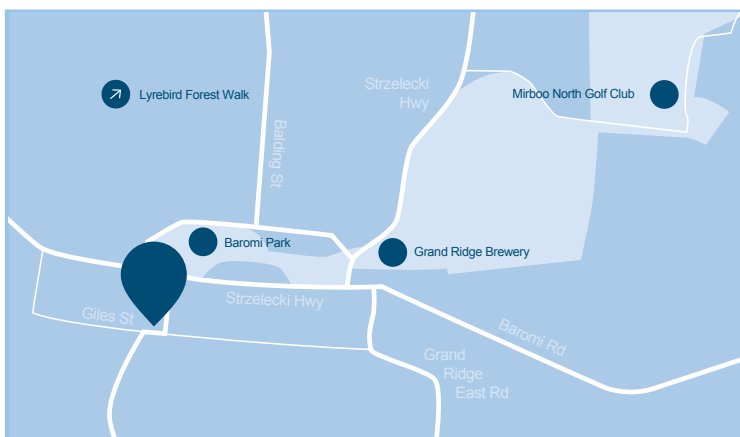 Strzelecki
Hwy
Lyrebird Forest Walk
Mirboo North Golf Club
Balding St
Baromi Park
Grand Ridge Brewery
Strzelecki Hwy
Giles St
Baromi Rd
Grand
Ridge
East Rd